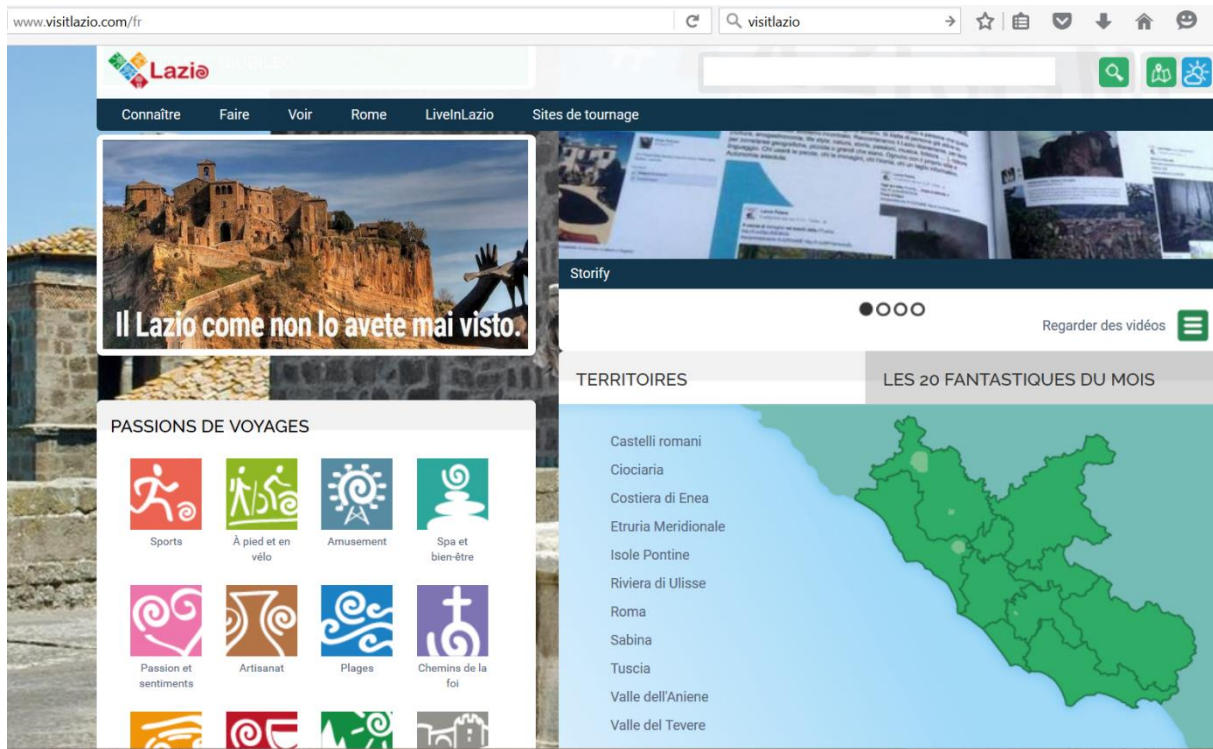 www.visitlazio.com/fr
visitlazio
Lazio
Connaître Faire Voir Rome LiveInLazio Sites de tournage
Il Lazio come non lo avete mai visto.
Storify
Regarder des vidéos
PASSIONS DE VOYAGES
Sports
À pied et en
vélo
Amusement
Spa et
bien-être
Passion et
sentiments
Artisanat
Plages
Chemins de la
foi
TERRITOIRES
LES 20 FANTASTIQUES DU MOIS
Castelli romani
Ciociaria
Costiera di Enea
Etruria Meridionale
Isole Pontine
Riviera di Ulisse
Roma
Sabina
Tuscia
Valle dell'Aniene
Valle del Tevere